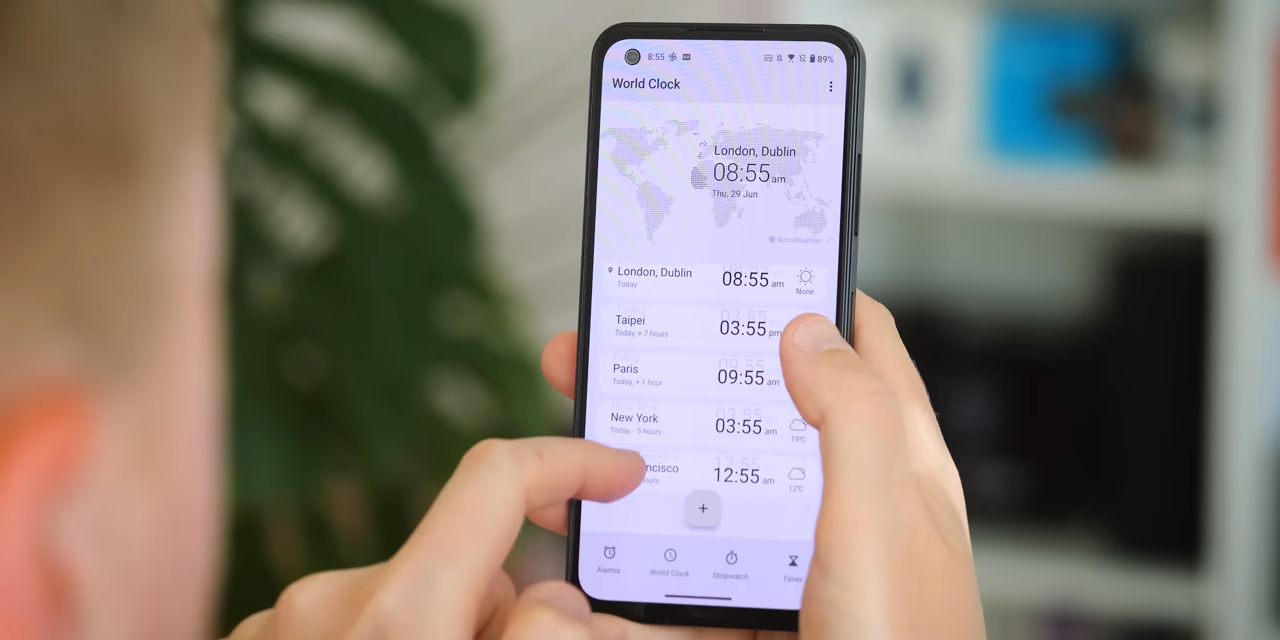 8:55
89%
World Clock
London, Dublin
08:55 am
Thu, 29 Jun
AccuWeather
London, Dublin
Today
08:55 am
None
Taipei
Today, + 7 hours
03:55 pm
Paris
Today, + 1 hour
09:55 am
New York
Today, - 5 hours
03:55 am
19°C
ncisco
ours
12:55 am
12°C
+
Alarms
World Clock
Stopwatch
Timer